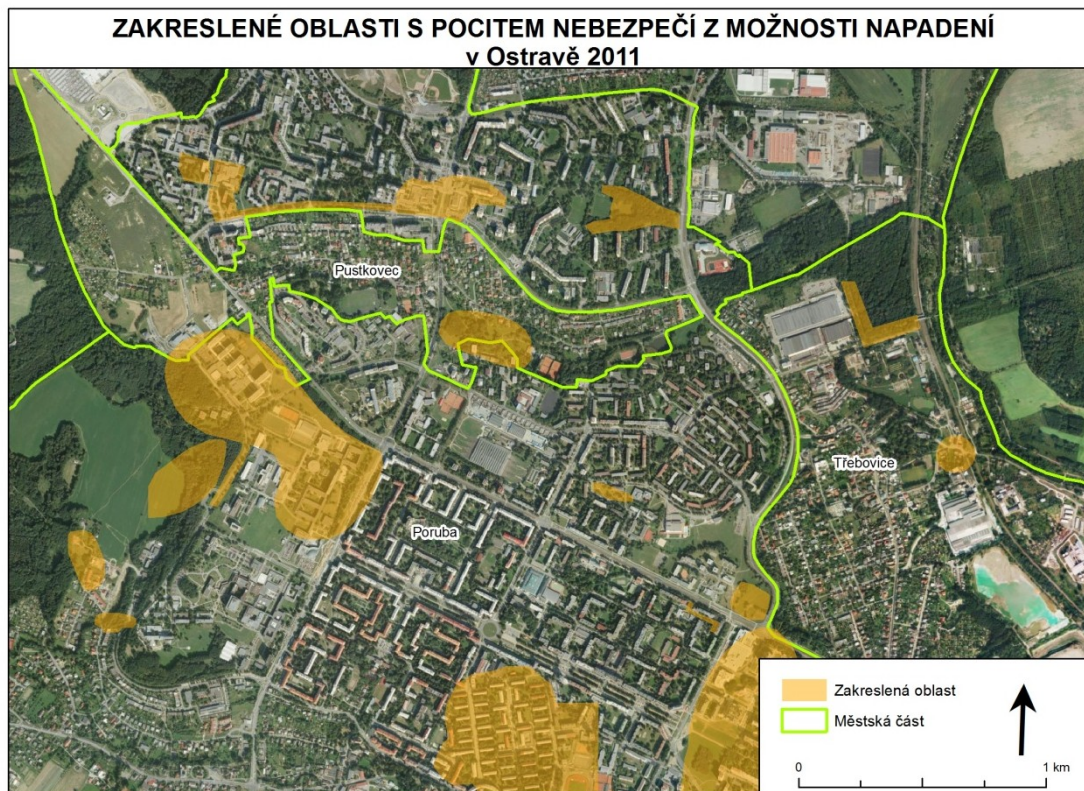 ZAKRESLENÉ OBLASTI S POCITEM NEBEZPEČÍ Z MOŽNOSTI NAPADENÍ
v Ostravě 2011
Pustkovec
Třebovice
Poruba
Zakreslená oblast
Městská část
0 1 km